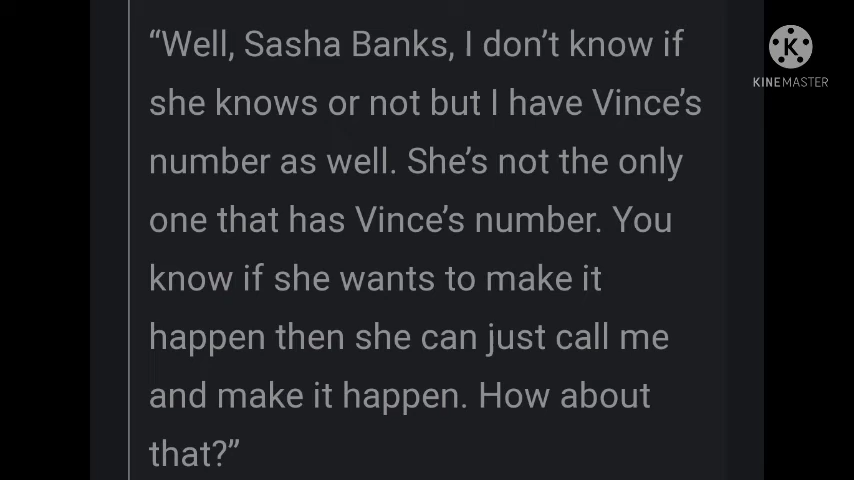 “Well, Sasha Banks, I don’t know if
she knows or not but I have Vince’s
number as well. She’s not the only
one that has Vince’s number. You
know if she wants to make it
happen then she can just call me
and make it happen. How about
that?”
K
KINEMASTER